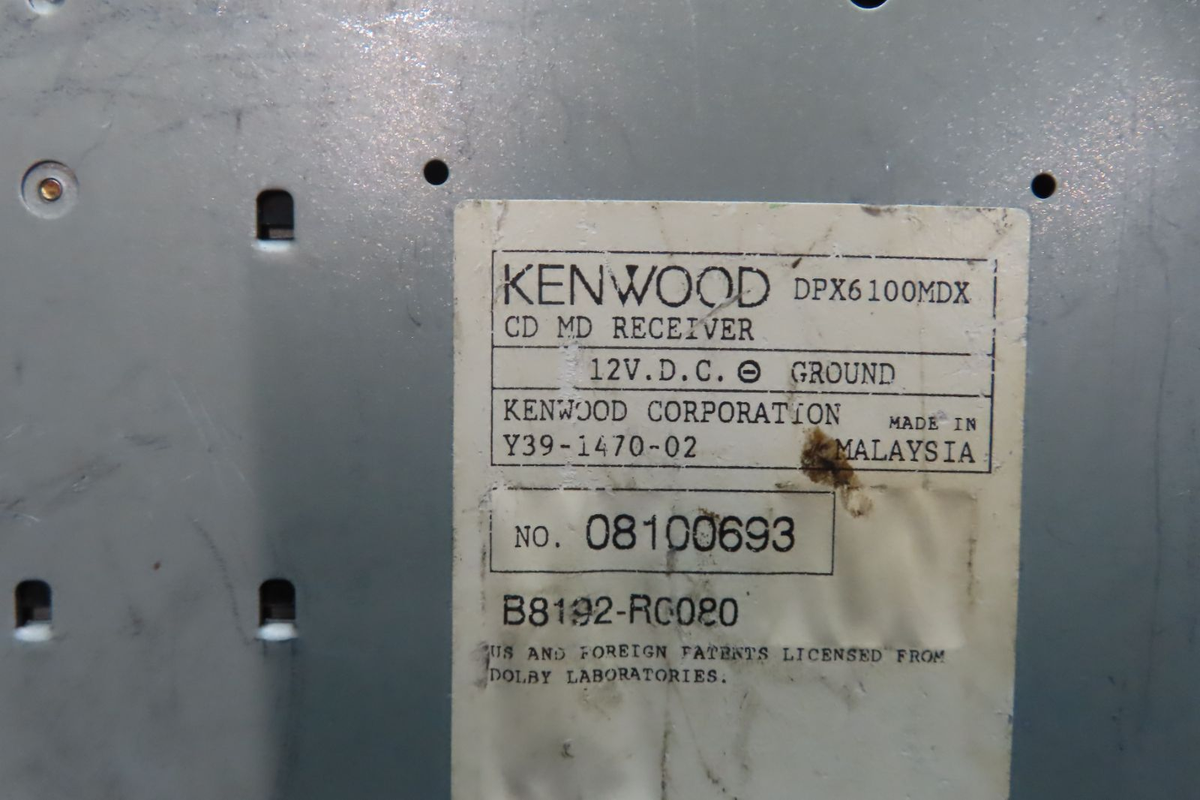 KENWOOD DPX6100MDX
CD MD RECEIVER
12V.D.C. ⊖ GROUND
KENWOOD CORPORATION MADE IN
Y39-1470-02 MALAYSIA
NO. 08100693
B8192-R0080
US AND FOREIGN PATENTS LICENSED FROM
DOLBY LABORATORIES.